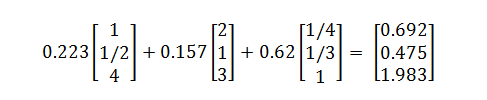 0.223 [1 1/2 4] + 0.157 [2 1 3] + 0.62 [1/4 1/3 1] = [0.692 0.475 1.983]